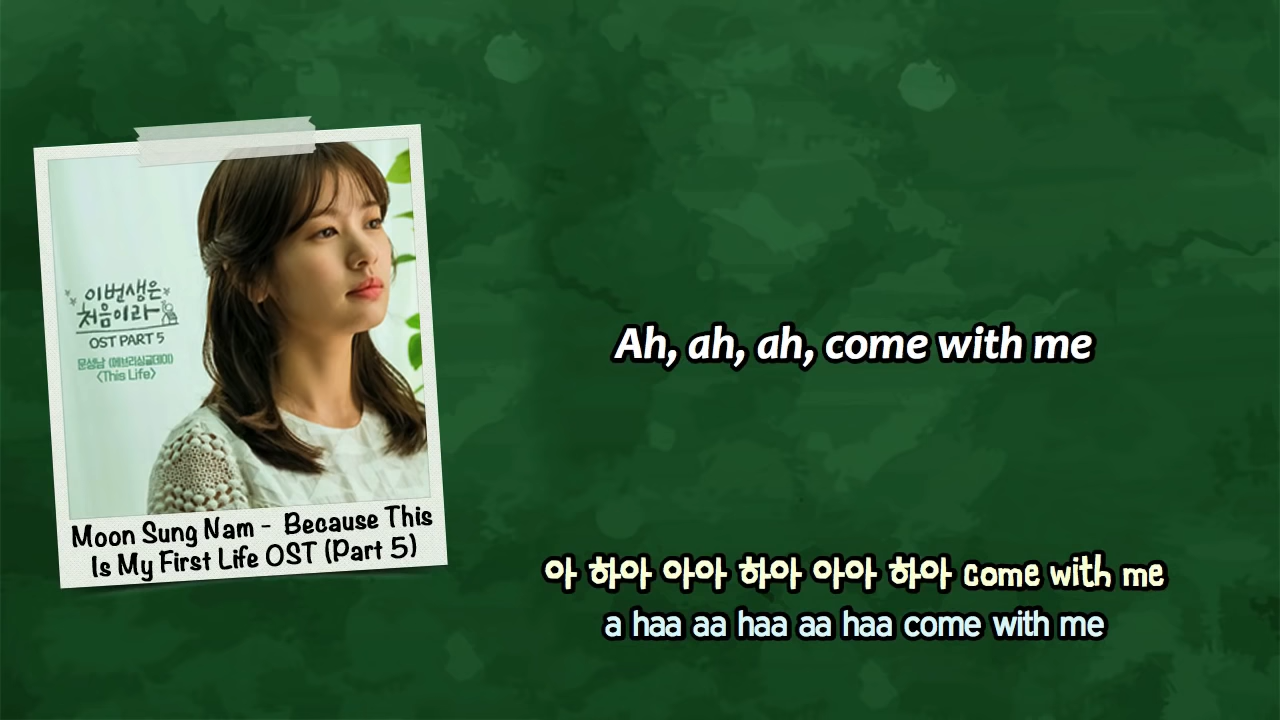 이번생은
처음이라
OST PART 5
문성남 (에브리싱글데이)
<This Life>
Moon Sung Nam - Because This
Is My First Life OST (Part 5)
Ah, ah, ah, come with me
아 하아 아아 하아 아아 하아 come with me
a haa aa haa aa haa come with me